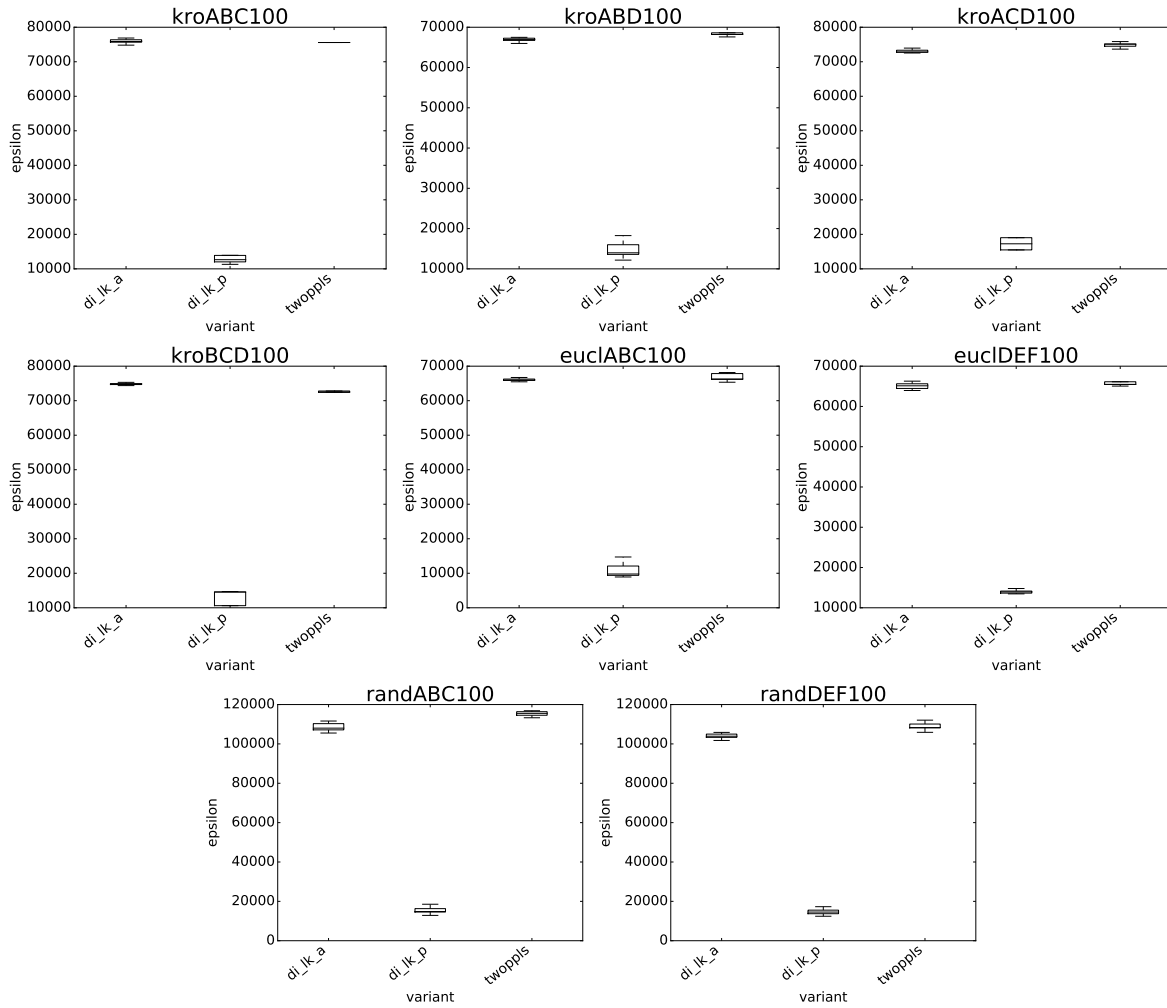 kroABC100
80000
70000
60000
50000
40000
30000
20000
10000
epsilon
di_lk_a
di_lk_p
twoppls
variant
kroABD100
70000
60000
50000
40000
30000
20000
10000
epsilon
di_lk_a
di_lk_p
twoppls
variant
kroACD100
80000
70000
60000
50000
40000
30000
20000
10000
epsilon
di_lk_a
di_lk_p
twoppls
variant
kroBCD100
80000
70000
60000
50000
40000
30000
20000
10000
epsilon
di_lk_a
di_lk_p
twoppls
variant
euclABC100
70000
60000
50000
40000
30000
20000
10000
0
epsilon
di_lk_a
di_lk_p
twoppls
variant
euclDEF100
70000
60000
50000
40000
30000
20000
10000
epsilon
di_lk_a
di_lk_p
twoppls
variant
randABC100
120000
100000
80000
60000
40000
20000
0
epsilon
di_lk_a
di_lk_p
twoppls
variant
randDEF100
120000
100000
80000
60000
40000
20000
0
epsilon
di_lk_a
di_lk_p
twoppls
variant